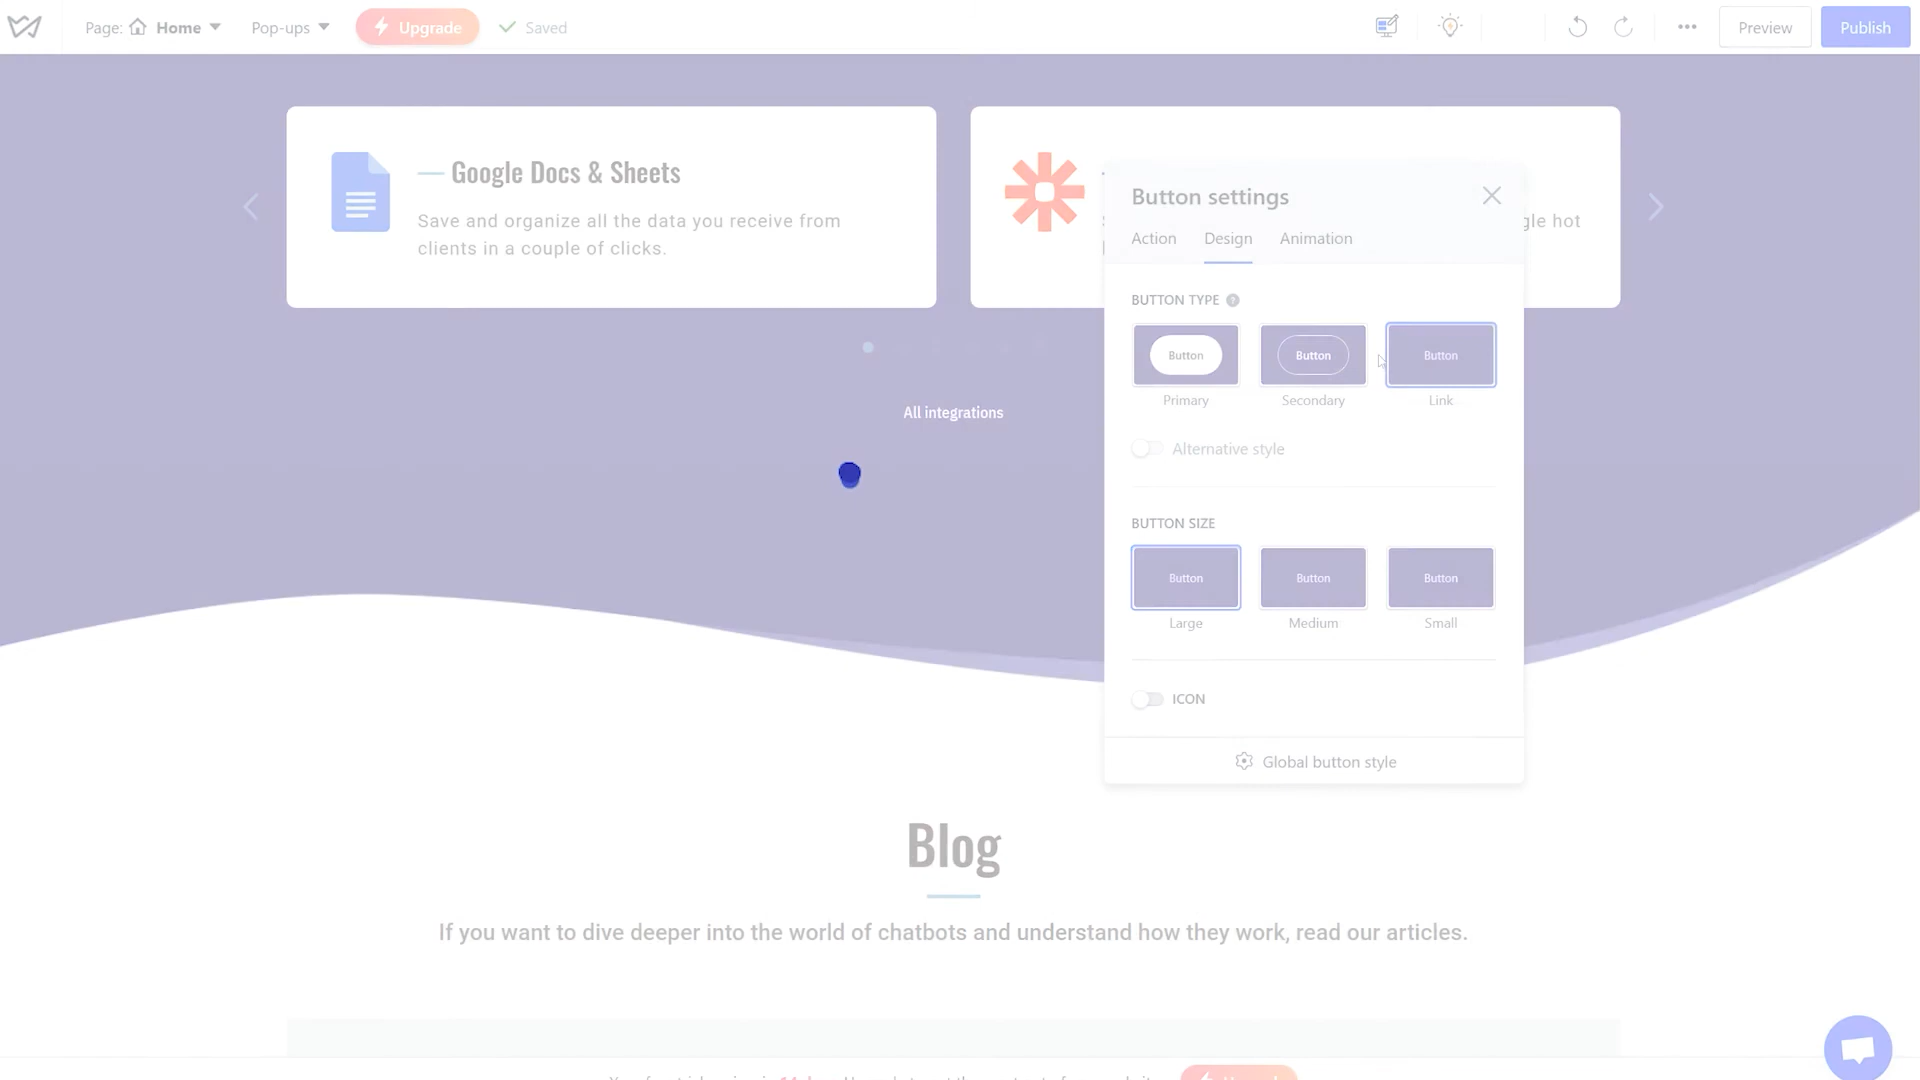 Page: Home
Pop-ups
Upgrade
Saved
Preview
Publish
Google Docs & Sheets
Save and organize all the data you receive from
clients in a couple of clicks.
hot
All integrations
Button settings
Action Design Animation
BUTTON TYPE ?
Button Button Button
Primary Secondary Link
Alternative style
BUTTON SIZE
Button Button Button
Large Medium Small
ICON
Global button style
Blog
If you want to dive deeper into the world of chatbots and understand how they work, read our articles.